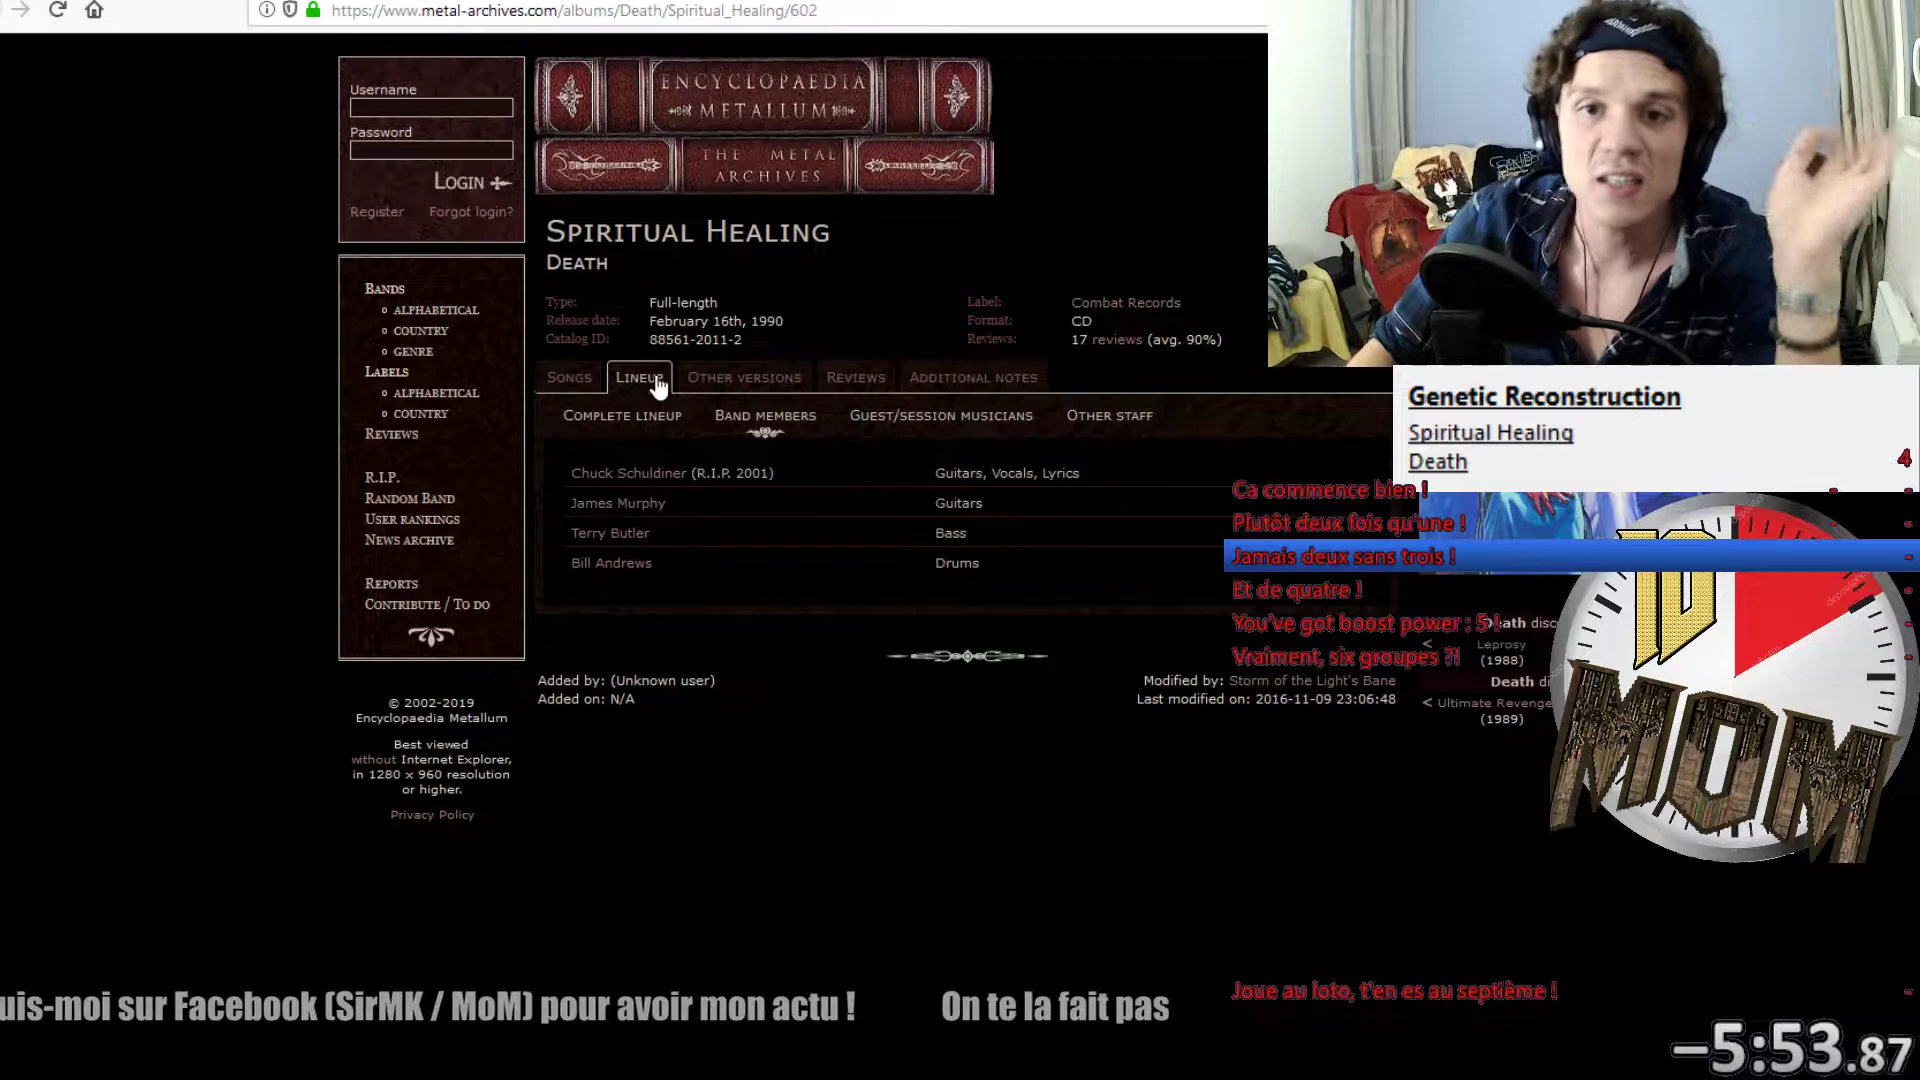 https://www.metal-archives.com/albums/Death/Spiritual_Healing/602
Username
Password
LOGIN
Register Forgot login?
BANDS
ALPHABETICAL
COUNTRY
GENRE
LABELS
ALPHABETICAL
COUNTRY
REVIEWS
R.I.P.
RANDOM BAND
USER RANKINGS
NEWS ARCHIVE
REPORTS
CONTRIBUTE / TO DO
© 2002-2019
Encyclopaedia Metallum
Best viewed
without Internet Explorer,
in 1280 x 960 resolution
or higher.
Privacy Policy
ENCYCLOPAEDIA
METALLUM
THE METAL
ARCHIVES
SPIRITUAL HEALING
DEATH
Type: Full-length
Release date: February 16th, 1990
Catalog ID: 88561-2011-2
Label: Combat Records
Format: CD
Reviews: 17 reviews (avg. 90%)
SONGS LINEUP OTHER VERSIONS REVIEWS ADDITIONAL NOTES
COMPLETE LINEUP BAND MEMBERS GUEST/SESSION MUSICIANS OTHER STAFF
Chuck Schuldiner (R.I.P. 2001) Guitars, Vocals, Lyrics
James Murphy Guitars
Terry Butler Bass
Bill Andrews Drums
Added by: (Unknown user)
Added on: N/A
Modified by: Storm of the Light's Bane
Last modified on: 2016-11-09 23:06:48
Genetic Reconstruction
Spiritual Healing
Death
4
Ca commence bien !
Plutôt deux fois qu'une !
Jamais deux sans trois !
Et de quatre !
You've got boost power : 5 !
Vraiment, six groupes ?!
Death disc
< Leprosy
(1988)
Death di
< Ultimate Revenge
(1989)
10
MOM
Joue au loto, t'en es au septième !
uis-moi sur Facebook (SirMK / MoM) pour avoir mon actu ! On te la fait pas
-5:53.87